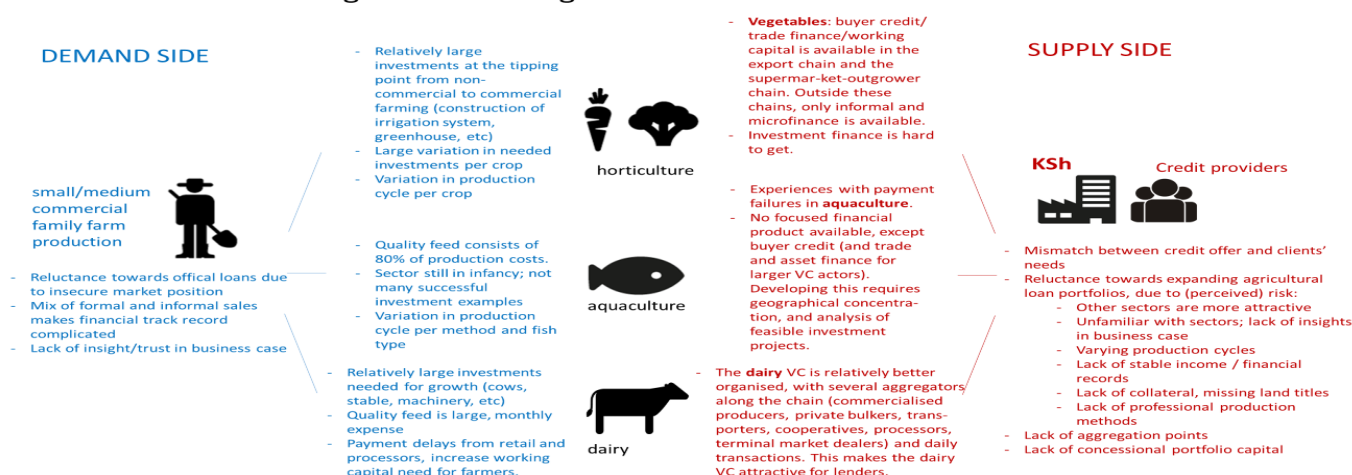 DEMAND SIDE
small/medium
commercial
family farm
production
- Reluctance towards offical loans due
to insecure market position
- Mix of formal and informal sales
makes financial track record
complicated
- Lack of insight/trust in business case
- Relatively large
investments at the tipping
point from non-
commercial to commercial
farming (construction of
irrigation system,
greenhouse, etc)
- Large variation in needed
investments per crop
- Variation in production
cycle per crop
- Quality feed consists of
80% of production costs.
- Sector still in infancy; not
many successful
investment examples
- Variation in production
cycle per method and fish
type
- Relatively large investments
needed for growth (cows,
stable, machinery, etc)
- Quality feed is large, monthly
expense
- Payment delays from retail and
processors, increase working
capital need for farmers.
horticulture
aquaculture
dairy
- Vegetables: buyer credit/
trade finance/working
capital is available in the
export chain and the
supermar-ket-outgrower
chain. Outside these
chains, only informal and
microfinance is available.
- Investment finance is hard
to get.
- Experiences with payment
failures in aquaculture.
- No focused financial
product available, except
buyer credit (and trade
and asset finance for
larger VC actors).
Developing this requires
geographical concentra-
tion, and analysis of
feasible investment
projects.
- The dairy VC is relatively better
organised, with several aggregators
along the chain (commercialised
producers, private bulkers, trans-
porters, cooperatives, processors,
terminal market dealers) and daily
transactions. This makes the dairy
VC attractive for lenders.
SUPPLY SIDE
KSh
Credit providers
- Mismatch between credit offer and clients'
needs
- Reluctance towards expanding agricultural
loan portfolios, due to (perceived) risk:
- Other sectors are more attractive
- Unfamiliar with sectors; lack of insights
in business case
- Varying production cycles
- Lack of stable income / financial
records
- Lack of collateral, missing land titles
- Lack of professional production
methods
- Lack of aggregation points
- Lack of concessional portfolio capital